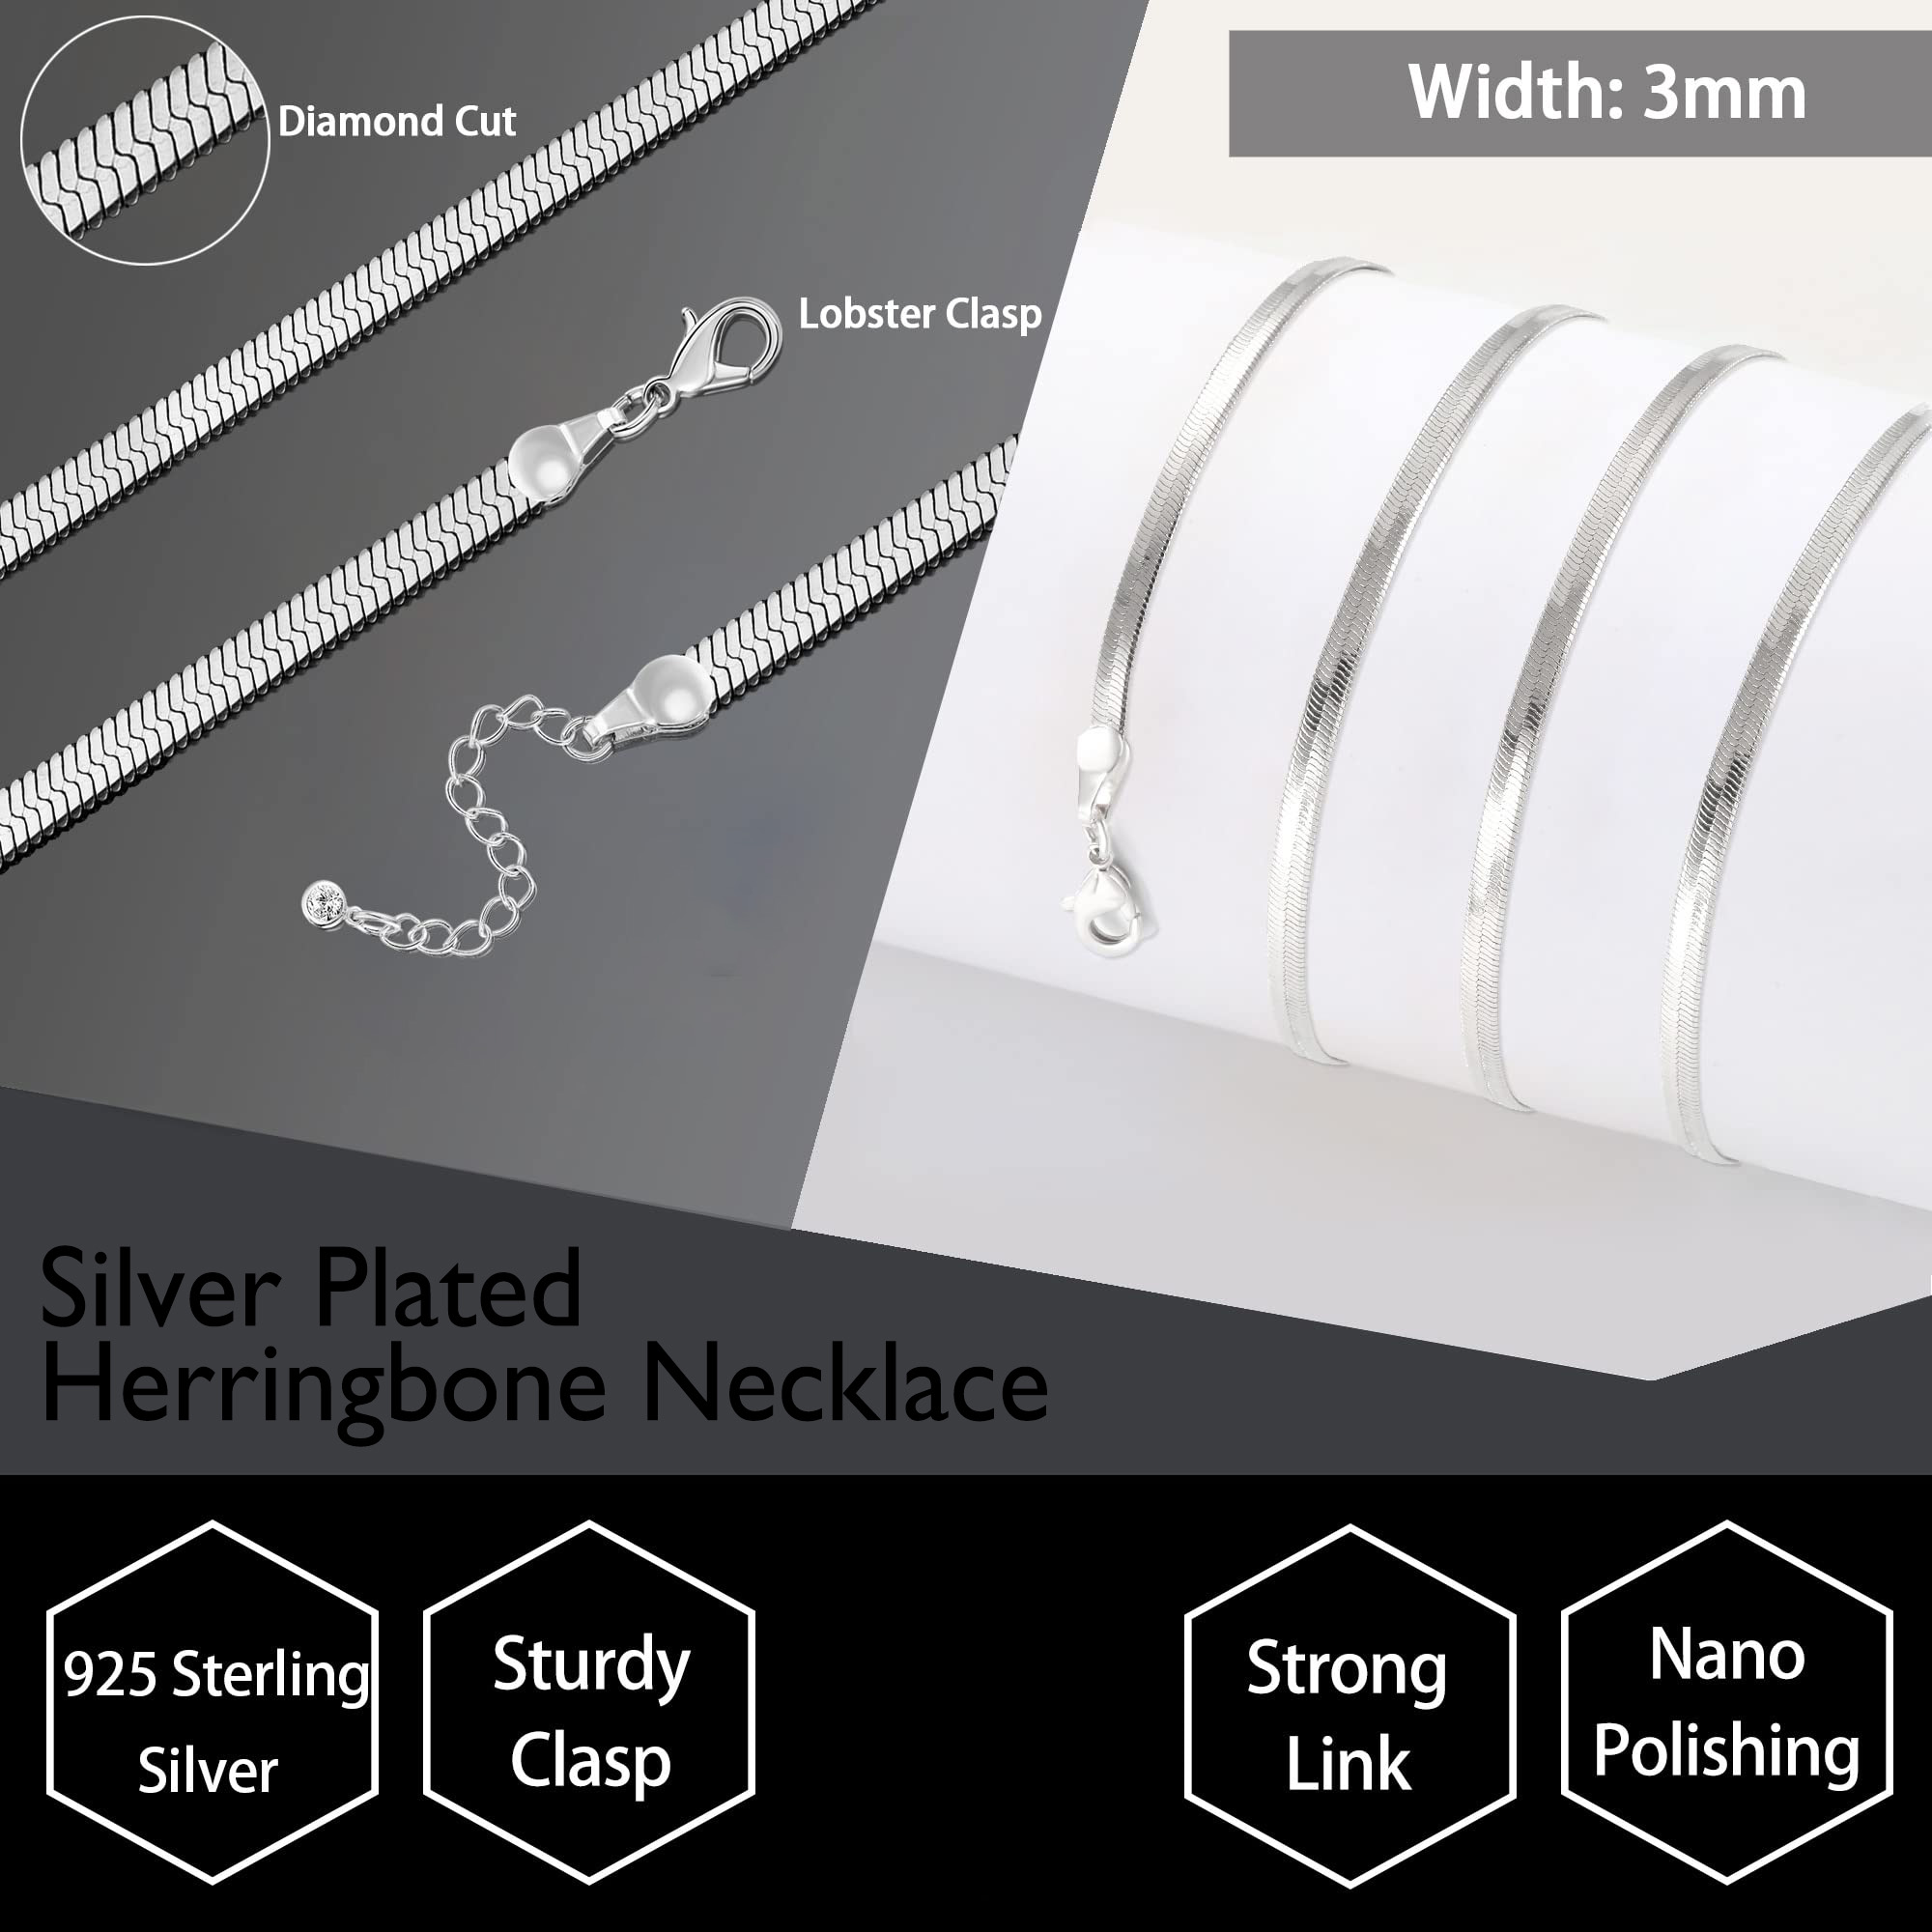 Diamond Cut
Width: 3mm
Lobster Clasp
Silver Plated
Herringbone Necklace
925 Sterling
Silver
Sturdy
Clasp
Strong
Link
Nano
Polishing